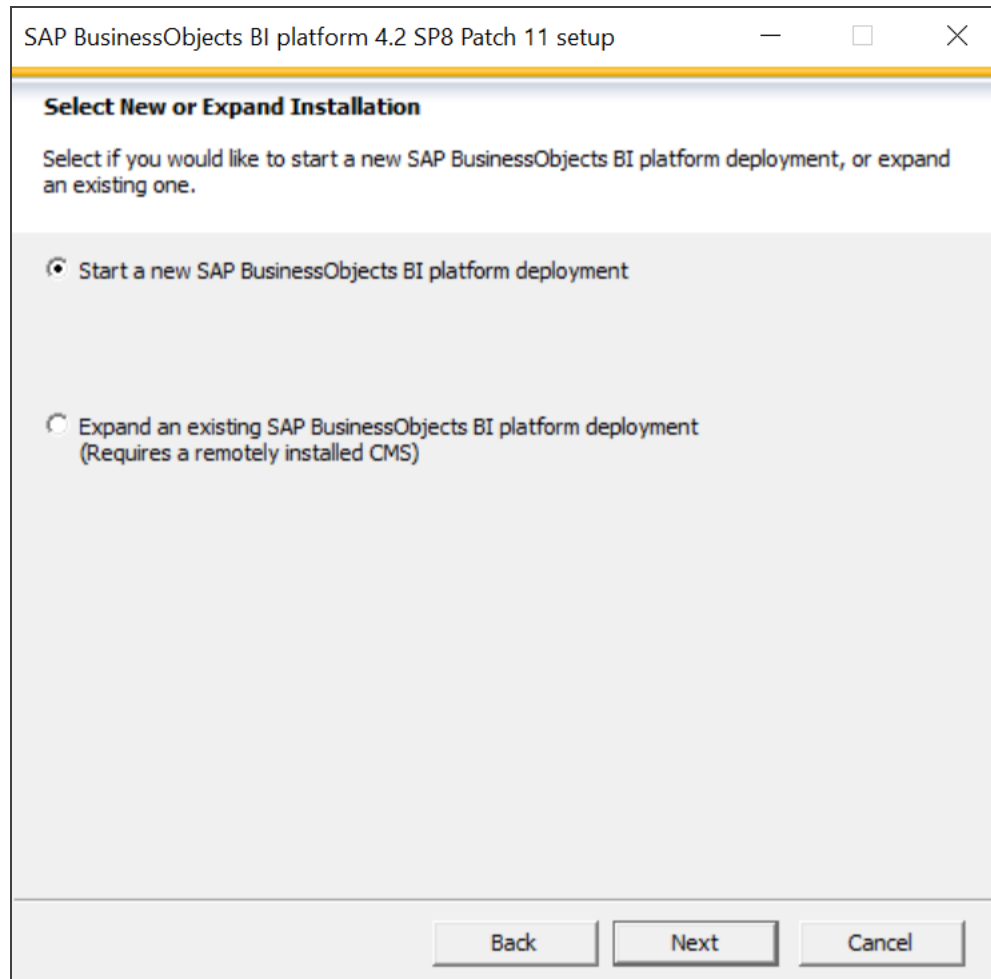 SAP BusinessObjects BI platform 4.2 SP8 Patch 11 setup
Select New or Expand Installation
Select if you would like to start a new SAP BusinessObjects BI platform deployment, or expand
an existing one.
Start a new SAP BusinessObjects BI platform deployment
Expand an existing SAP BusinessObjects BI platform deployment
(Requires a remotely installed CMS)
Back Next Cancel